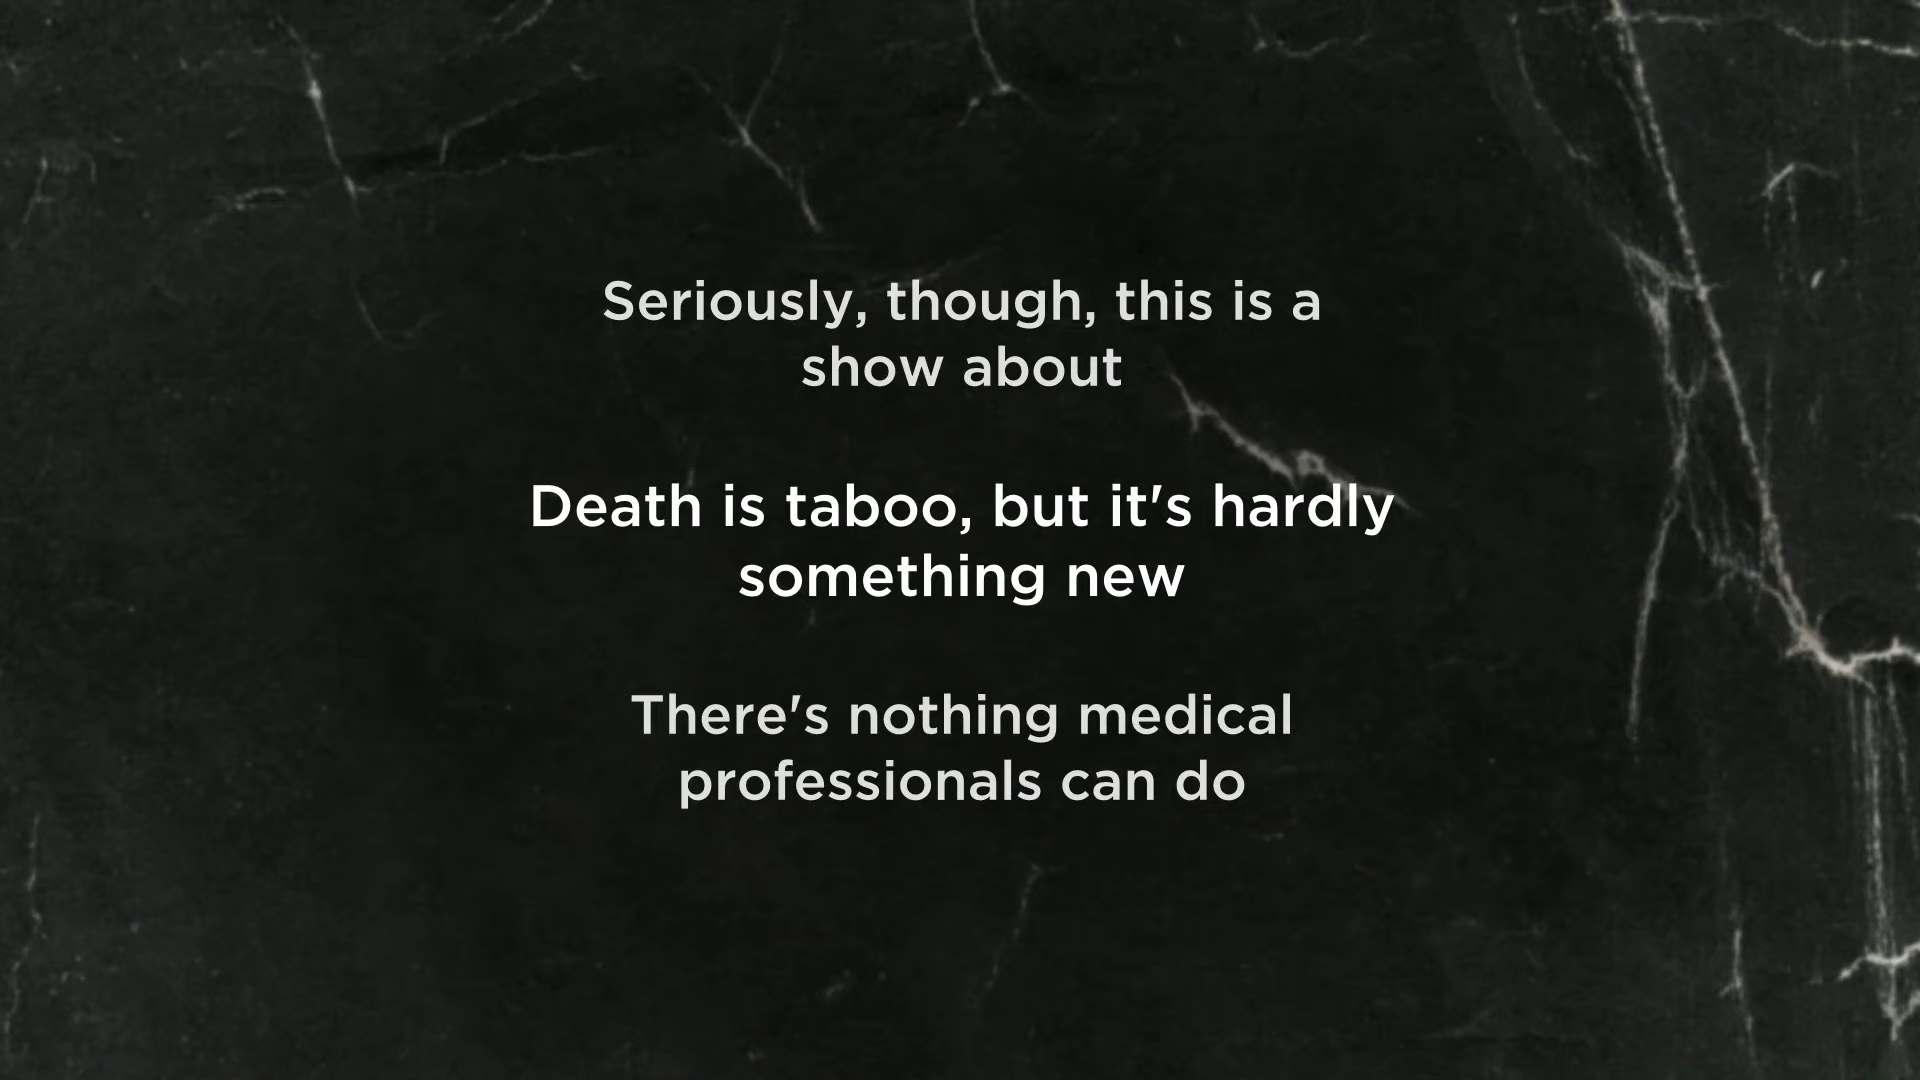 Seriously, though, this is a
show about
Death is taboo, but it's hardly
something new
There's nothing medical
professionals can do